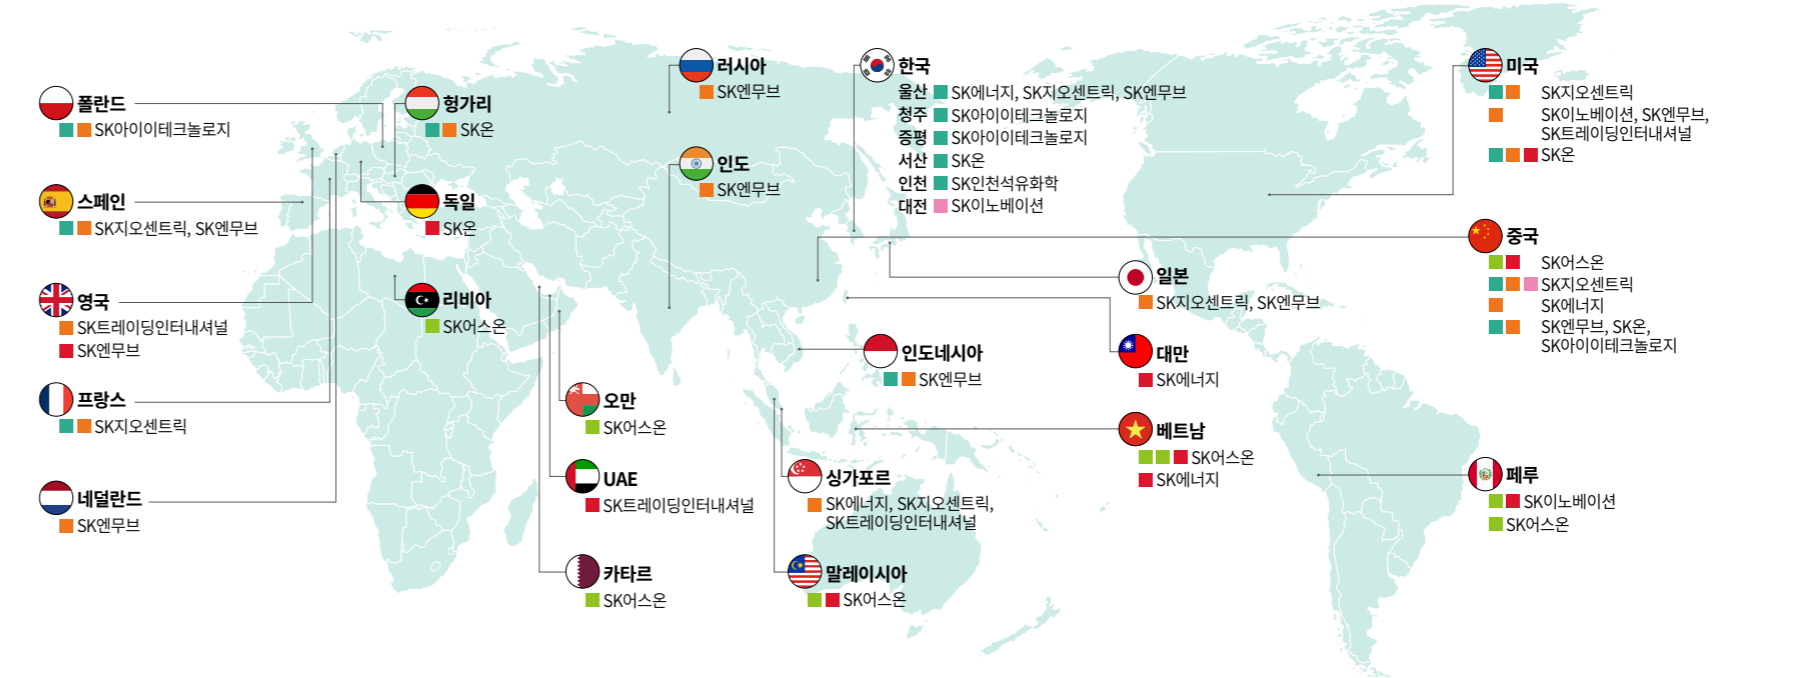 폴란드
SK아이이테크놀로지
헝가리
SK온
스페인
SK지오센트릭, SK엔무브
독일
SK온
영국
SK트레이딩인터내셔널
SK엔무브
리비아
SK어스온
프랑스
SK지오센트릭
네덜란드
SK엔무브
러시아
SK엔무브
인도
SK엔무브
오만
SK어스온
UAE
SK트레이딩인터내셔널
카타르
SK어스온
한국
울산 SK에너지, SK지오센트릭, SK엔무브
청주 SK아이이테크놀로지
증평 SK아이이테크놀로지
서산 SK온
인천 SK인천석유화학
대전 SK이노베이션
인도네시아
SK엔무브
싱가포르
SK에너지, SK지오센트릭,
SK트레이딩인터내셔널
말레이시아
SK어스온
일본
SK지오센트릭, SK엔무브
대만
SK에너지
베트남
SK어스온
SK에너지
미국
SK지오센트릭
SK이노베이션, SK엔무브,
SK트레이딩인터내셔널
SK온
중국
SK어스온
SK지오센트릭
SK에너지
SK엔무브, SK온,
SK아이이테크놀로지
페루
SK이노베이션
SK어스온